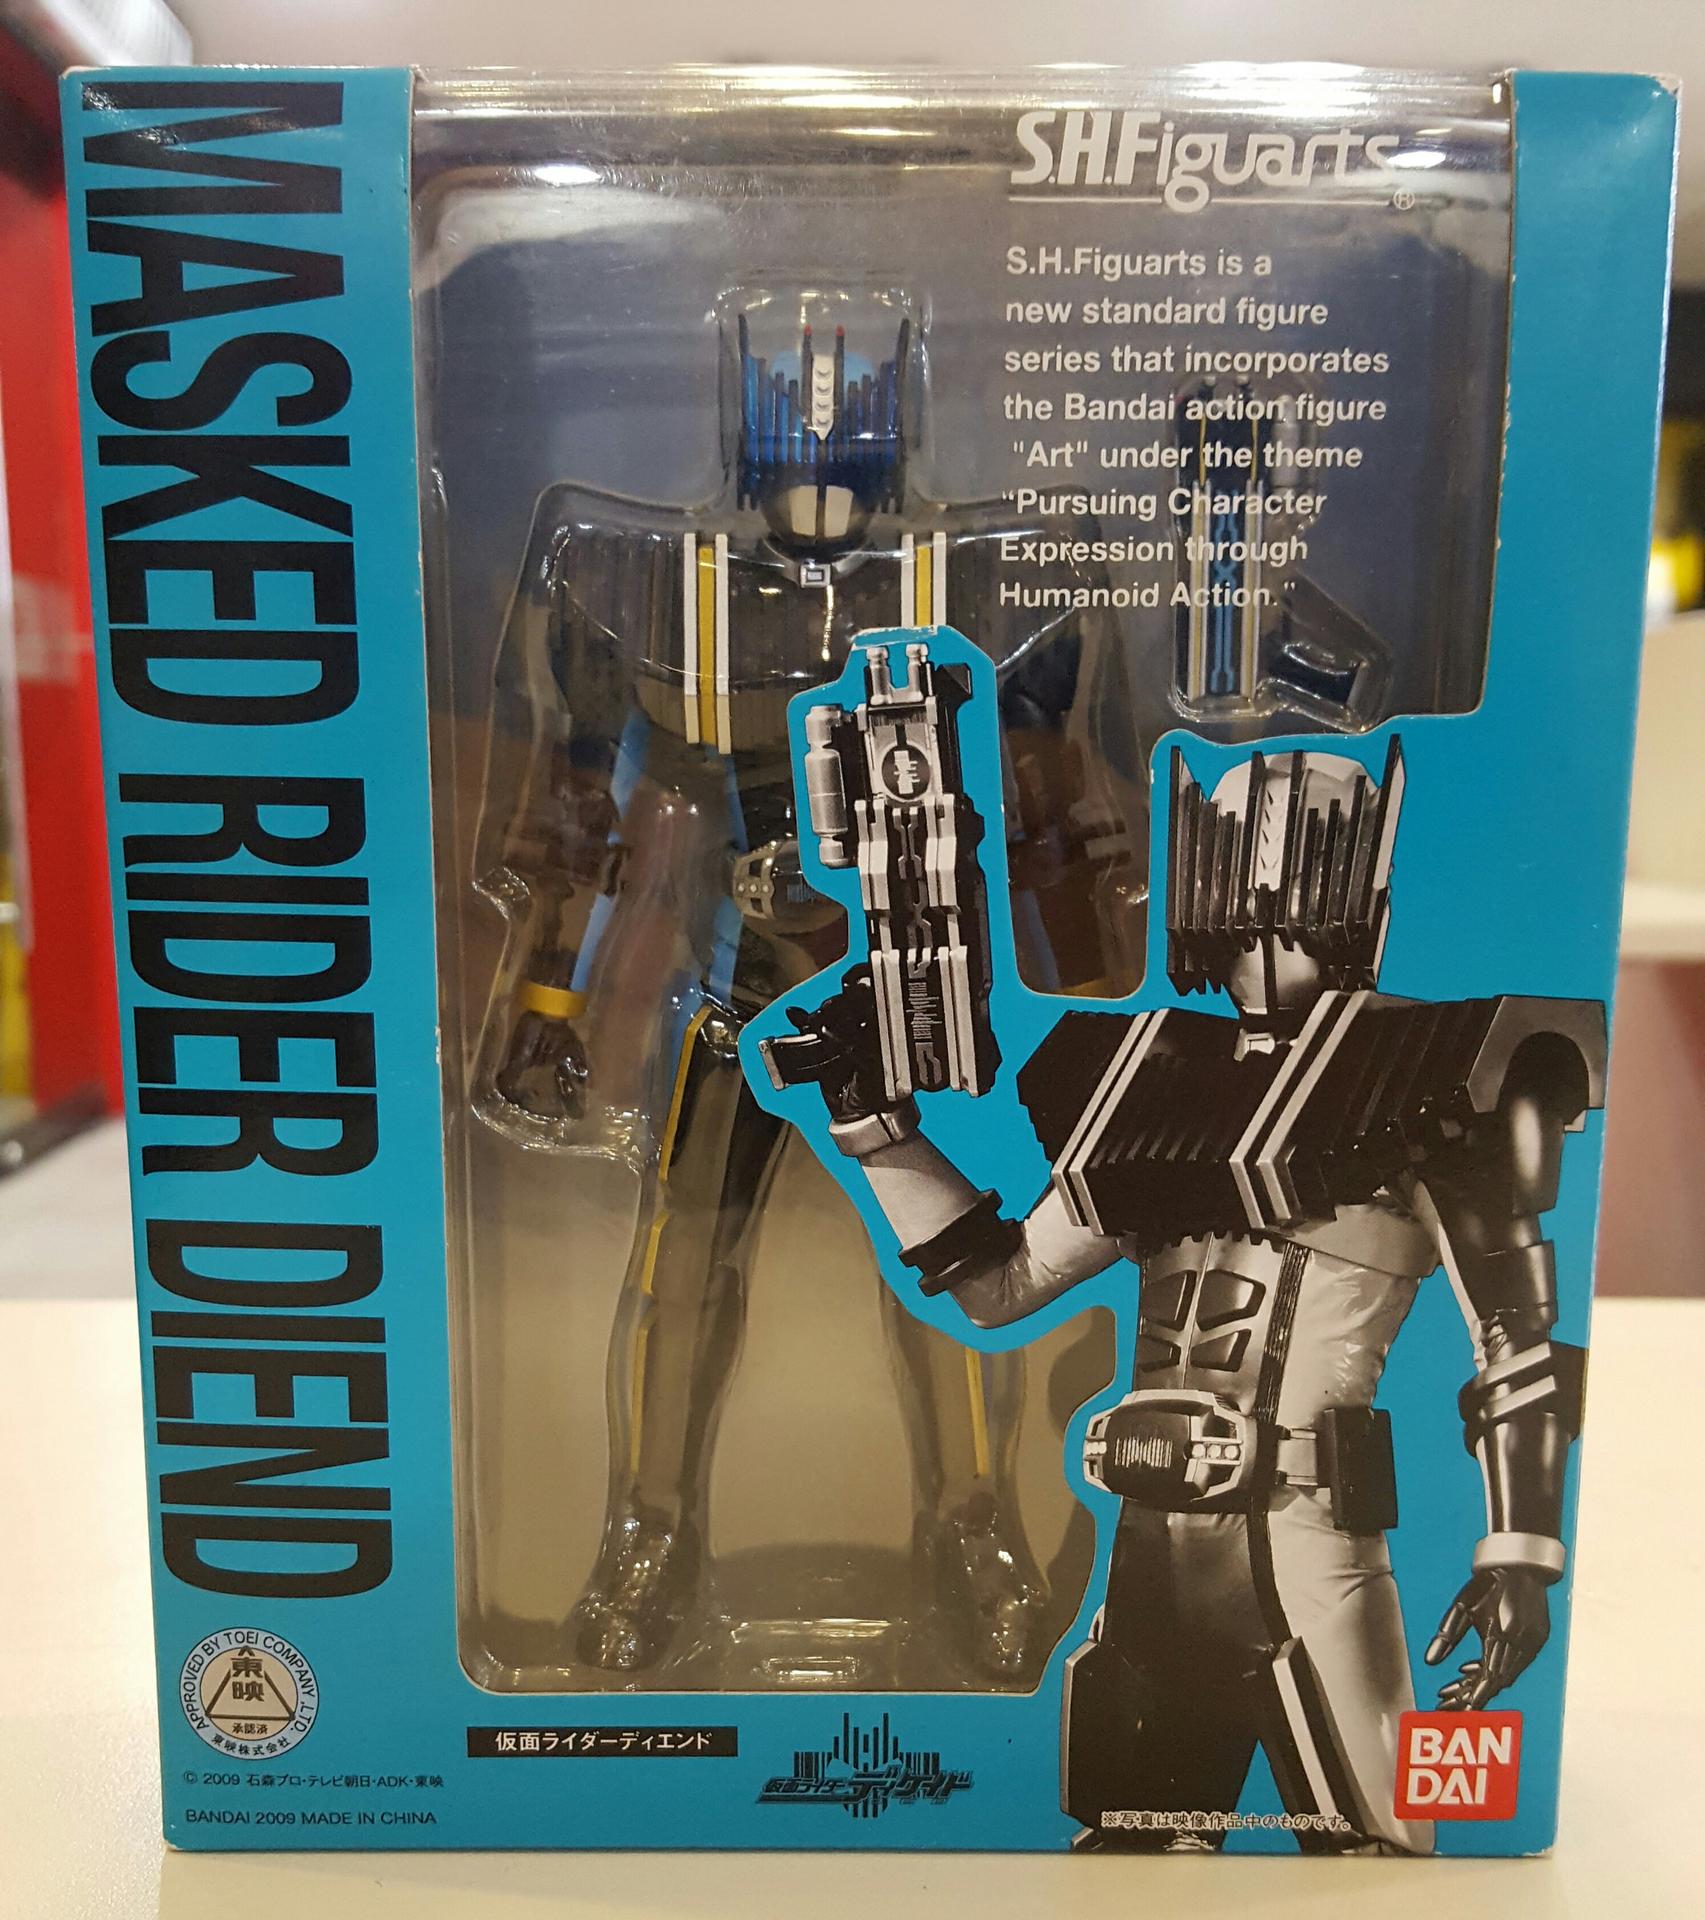 MASKED RIDER DIEND
S.H.Figuarts
®
S.H.Figuarts is a
new standard figure
series that incorporates
the Bandai action figure
"Art" under the theme
“Pursuing Character
Expression through
Humanoid Action.”
APPROVED BY TOEI COMPANY, LTD.
東映
承認済
東映株式会社
仮面ライダーディエンド
仮面ライダーディケイド
© 2009 石森プロ・テレビ朝日・ADK・東映
BANDAI 2009 MADE IN CHINA
※写真は映像作品中のものです。
BAN
DAI